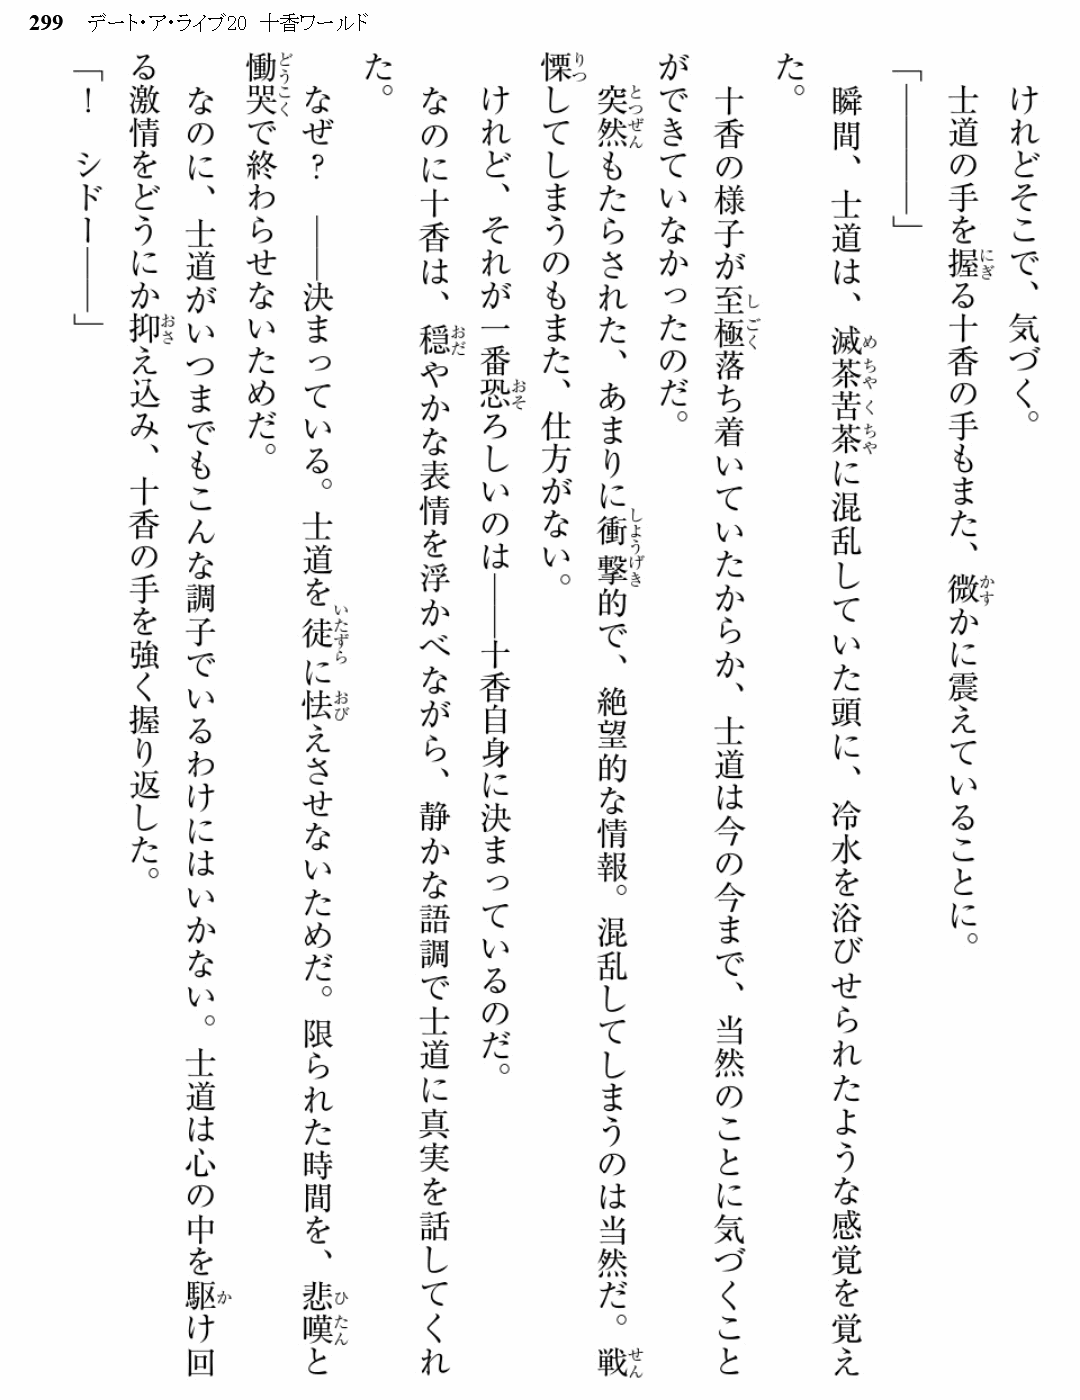 299 デート・ア・ライブ20 十香ワールド
けれどそこで、気づく。
士道の手を握る十香の手もまた、微かに震えていることに。
「――――」
瞬間、士道は、滅茶苦茶に混乱していた頭に、冷水を浴びせられたような感覚を覚え
た。
十香の様子が至極落ち着いていたからか、士道は今の今まで、当然のことに気づくこと
ができていなかったのだ。
突然もたらされた、あまりに衝撃的で、絶望的な情報。混乱してしまうのは当然だ。戦
慄してしまうのもまた、仕方がない。
けれど、それが一番恐ろしいのは――十香自身に決まっているのだ。
なのに十香は、穏やかな表情を浮かべながら、静かな語調で士道に真実を話してくれ
た。
なぜ? ――決まっている。士道を徒に怯えさせないためだ。限られた時間を、悲嘆と
慟哭で終わらせないためだ。
なのに、士道がいつまでもこんな調子でいるわけにはいかない。士道は心の中を駆け回
る激情をどうにか抑え込み、十香の手を強く握り返した。
「! シドー――」